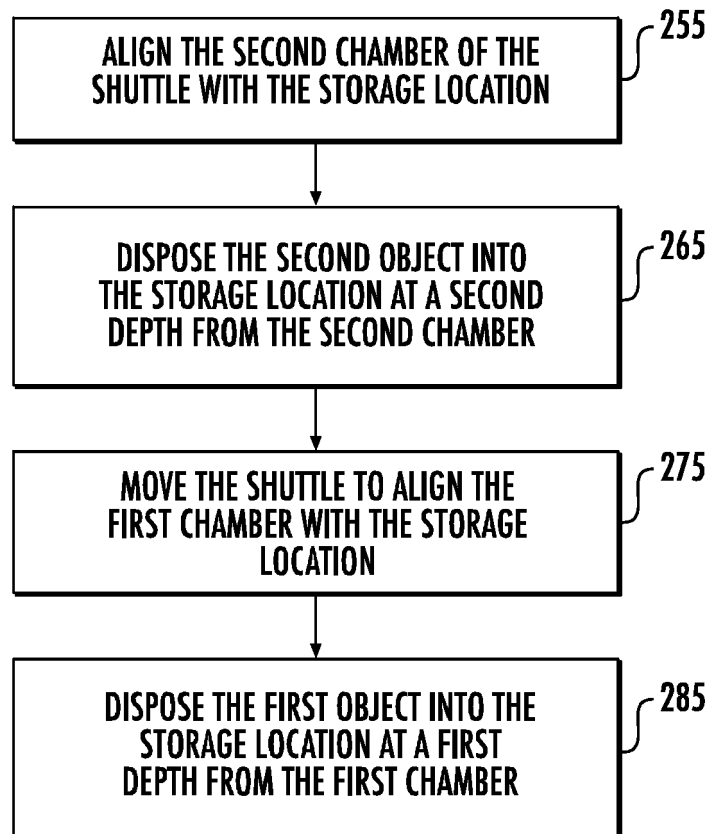 ALIGN THE SECOND CHAMBER OF THE
SHUTTLE WITH THE STORAGE LOCATION
255
DISPOSE THE SECOND OBJECT INTO
THE STORAGE LOCATION AT A SECOND
DEPTH FROM THE SECOND CHAMBER
265
MOVE THE SHUTTLE TO ALIGN THE
FIRST CHAMBER WITH THE STORAGE
LOCATION
275
DISPOSE THE FIRST OBJECT INTO THE
STORAGE LOCATION AT A FIRST
DEPTH FROM THE FIRST CHAMBER
285